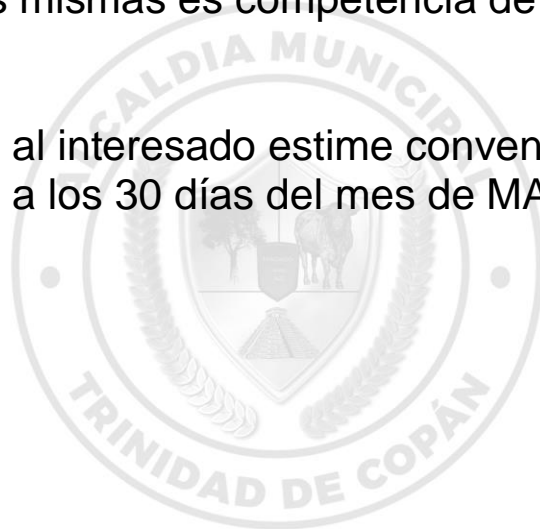 s mismas es competencia de
al interesado estime conven
a los 30 días del mes de MA
ALCALDIA MUNICIPAL
TRINIDAD DE COPÁN